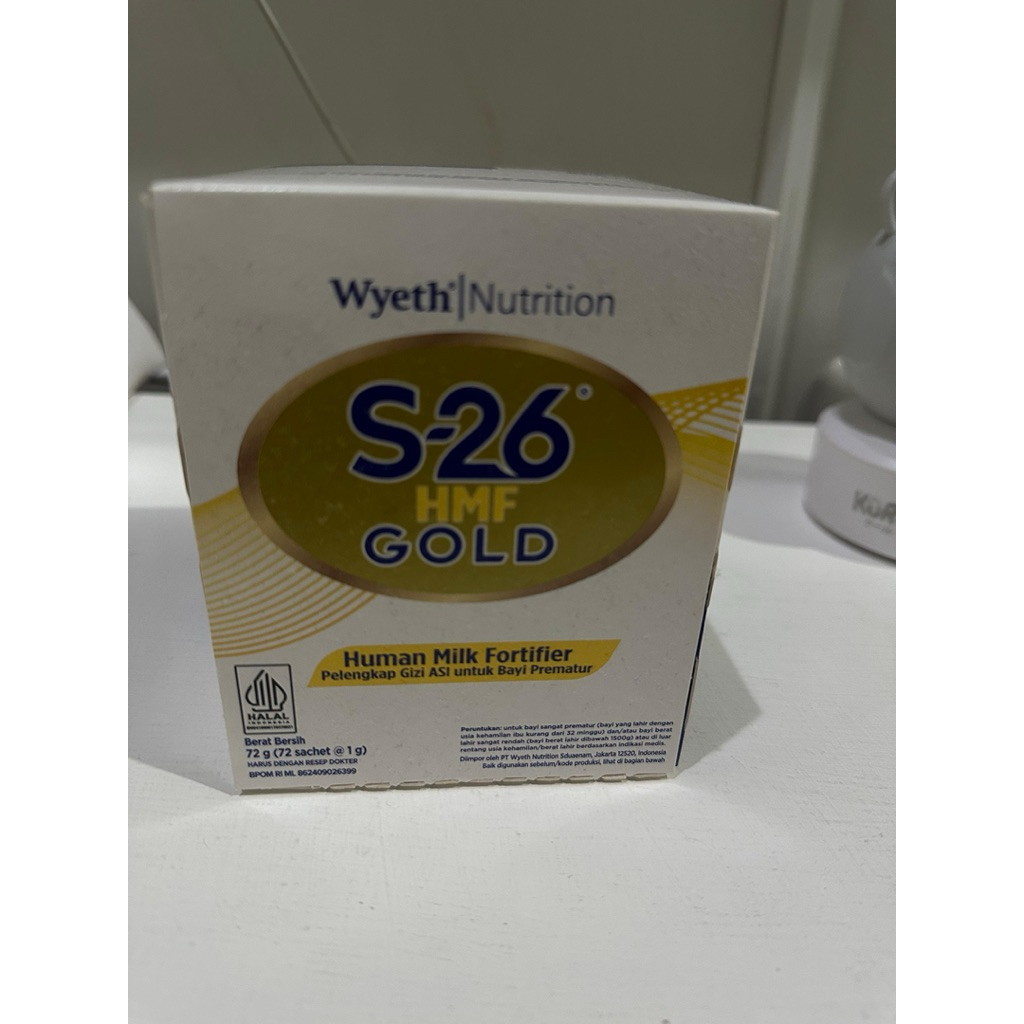 Wyeth® Nutrition
S-26
HMF
GOLD
Human Milk Fortifier
Pelengkap Gizi ASI untuk Bayi Prematur
HALAL
INDONESIA
Berat Bersih
72 g (72 sachet @ 1 g)
HARUS DENGAN RESEP DOKTER
BPOM RI ML 862409026399
Peruntukan: untuk bayi sangat prematur (bayi yang lahir dengan
usia kehamilan ibu kurang dari 32 minggu) dan/atau bayi berat
lahir sangat rendah (bayi berat lahir dibawah 1500g) atau di luar
rentang usia kehamilan/berat lahir berdasarkan indikasi medis.
Diimpor oleh PT Wyeth Nutrition Sduaenam, Jakarta 12520, Indonesia
Baik digunakan sebelum/kode produksi, lihat di bagian bawah.